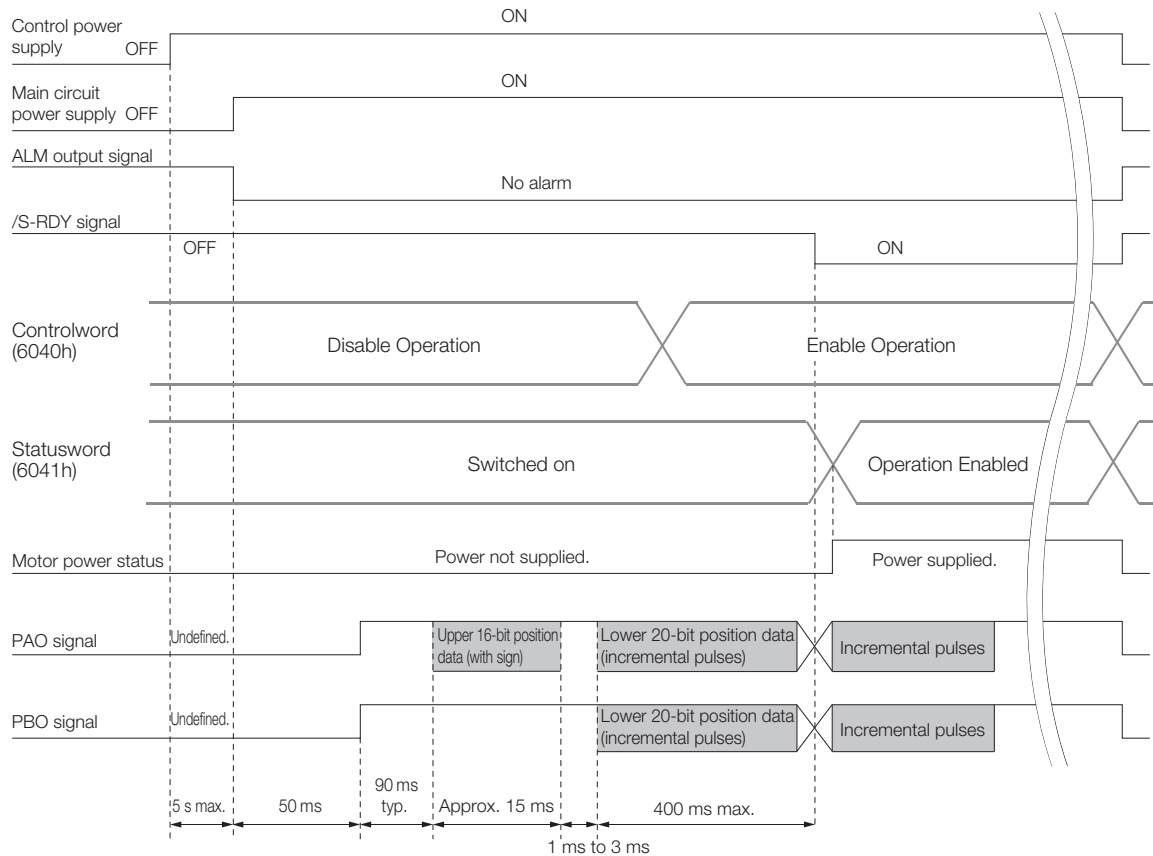 ON
Control power
supply OFF
Main circuit
power supply OFF
ON
ALM output signal
No alarm
/S-RDY signal
OFF
ON
Controlword
(6040h)
Disable Operation
Enable Operation
Statusword
(6041h)
Switched on
Operation Enabled
Motor power status
Power not supplied.
Power supplied.
PAO signal
Undefined.
Upper 16-bit position
data (with sign)
Lower 20-bit position data
(incremental pulses)
Incremental pulses
PBO signal
Undefined.
Lower 20-bit position data
(incremental pulses)
Incremental pulses
5 s max.
50 ms
90 ms
typ.
Approx. 15 ms
400 ms max.
1 ms to 3 ms